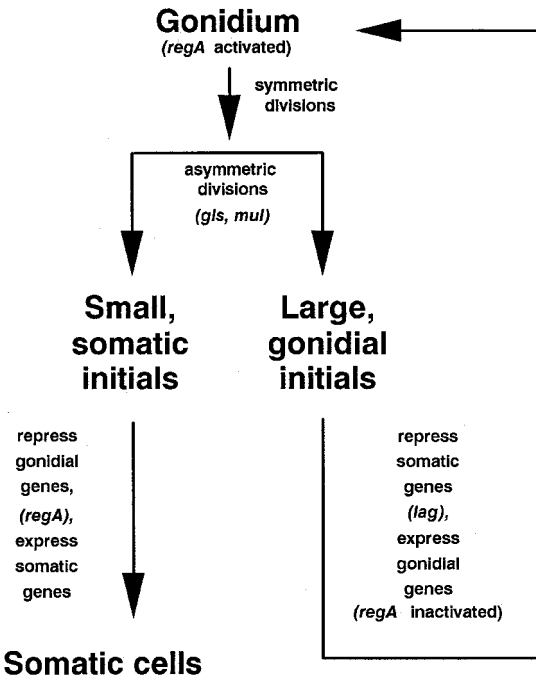 Gonidium
(regA activated)
symmetric
divisions
asymmetric
divisions
(gls, mul)
Small,
somatic
initials
Large,
gonidial
initials
repress
gonidial
genes,
(regA),
express
somatic
genes
repress
somatic
genes
(lag),
express
gonidial
genes
(regA inactivated)
Somatic cells